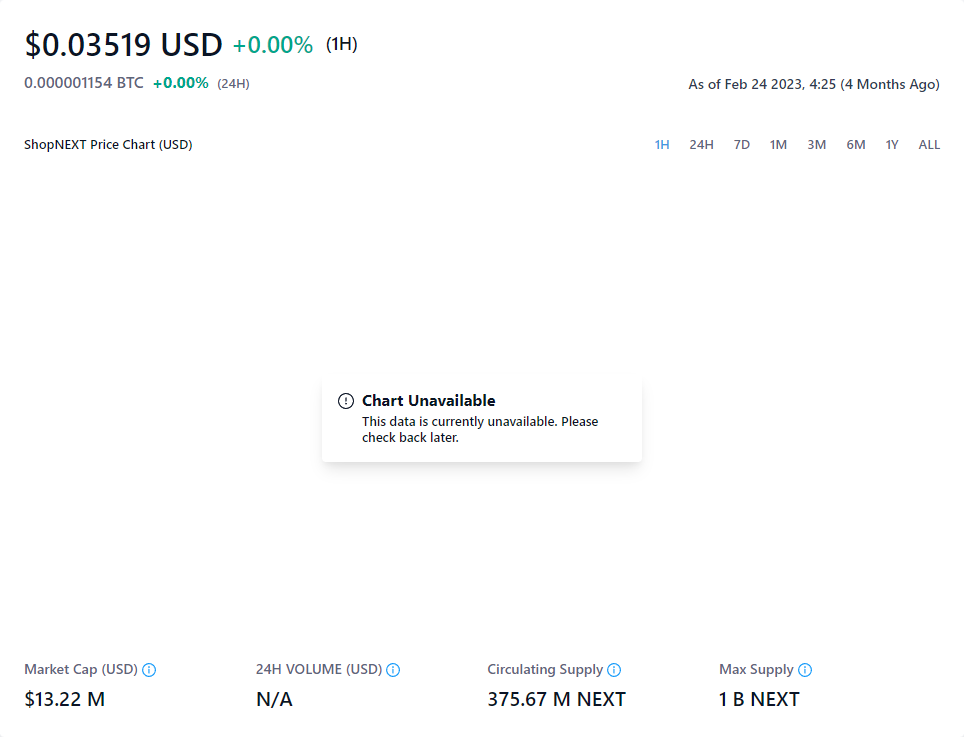 $0.03519 USD +0.00% (1H)
0.000001154 BTC +0.00% (24H)
As of Feb 24 2023, 4:25 (4 Months Ago)
ShopNEXT Price Chart (USD)
1H 24H 7D 1M 3M 6M 1Y ALL
Chart Unavailable
This data is currently unavailable. Please
check back later.
Market Cap (USD)
$13.22 M
24H VOLUME (USD)
N/A
Circulating Supply
375.67 M NEXT
Max Supply
1 B NEXT